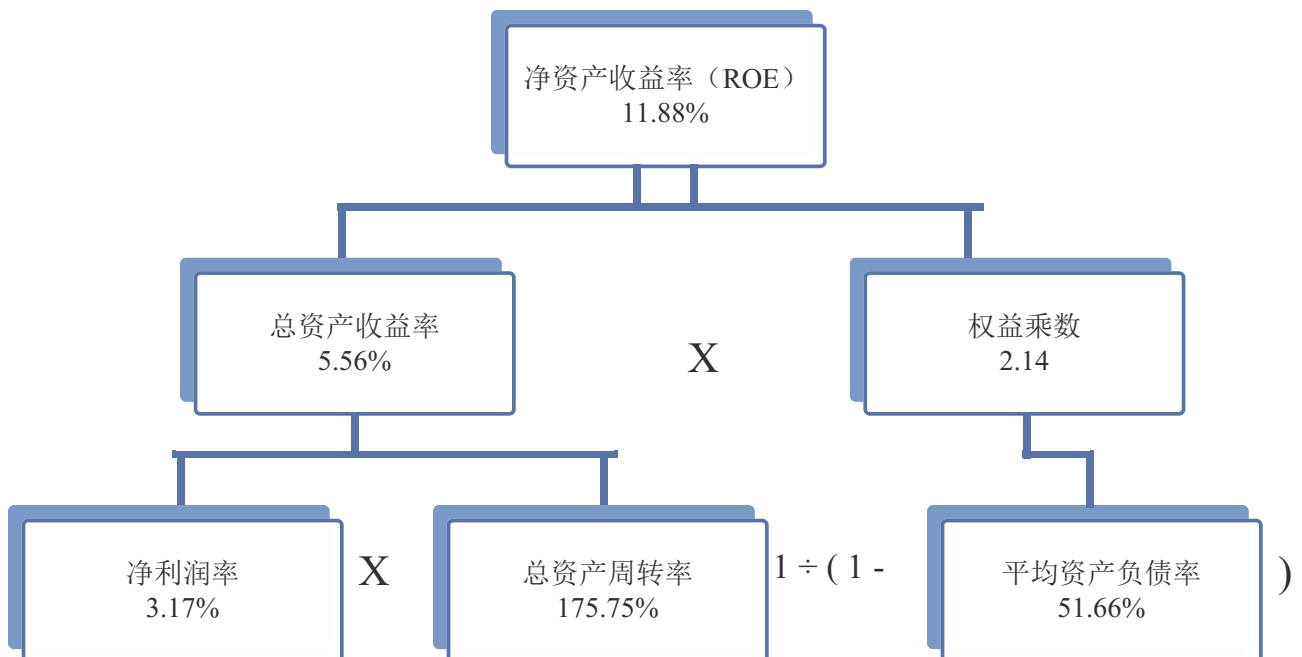 净资产收益率（ROE）
11.88%
总资产收益率
5.56%
X
权益乘数
2.14
净利润率
3.17%
X
总资产周转率
175.75%
1 ÷ ( 1 -
平均资产负债率
51.66%
)